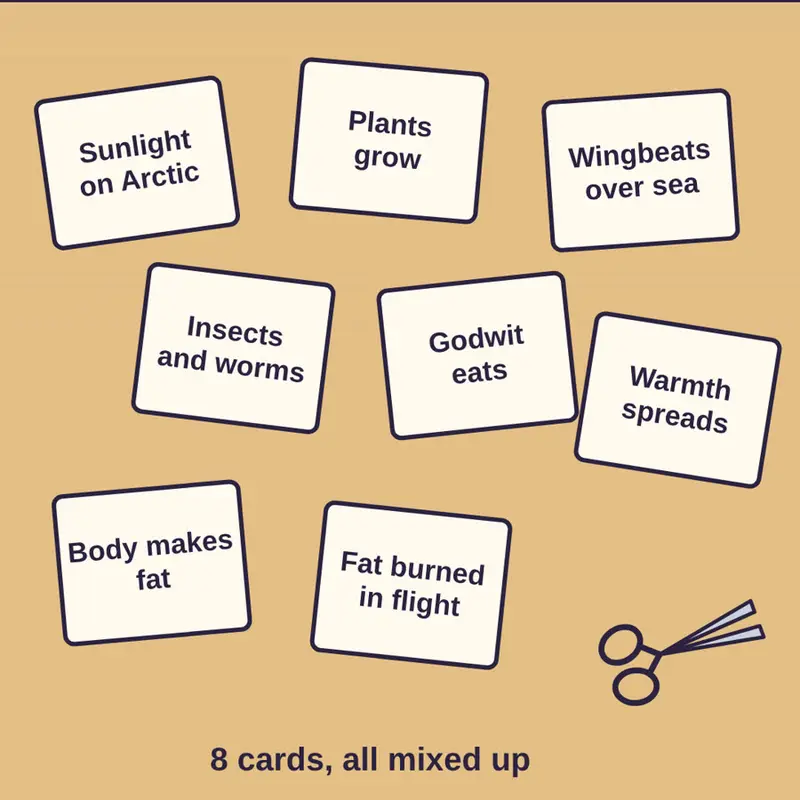 Sunlight
on Arctic
Plants
grow
Wingbeats
over sea
Insects
and worms
Godwit
eats
Warmth
spreads
Body makes
fat
Fat burned
in flight
8 cards, all mixed up